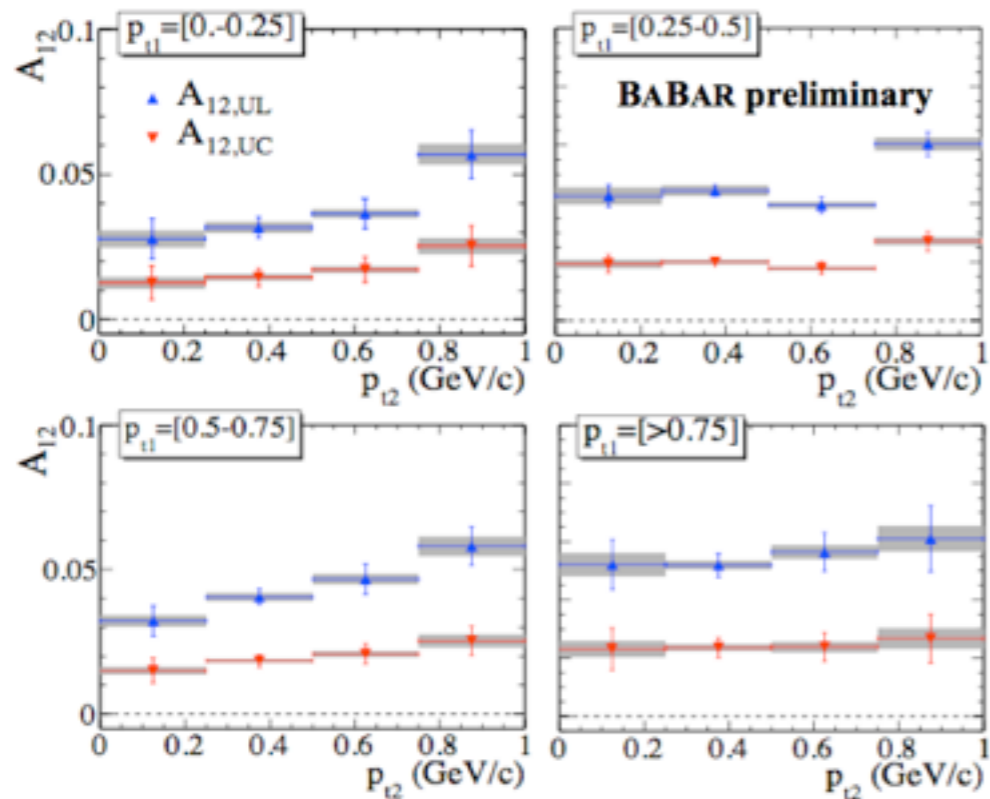 A12
0.1
0.05
0
p_t1=[0.-0.25]
A12,UL
A12,UC
0 0.2 0.4 0.6 0.8 1
p_t2 (GeV/c)
p_t1=[0.25-0.5]
BABAR preliminary
0 0.2 0.4 0.6 0.8 1
p_t2 (GeV/c)
A12
0.1
0.05
0
p_t1=[0.5-0.75]
0 0.2 0.4 0.6 0.8 1
p_t2 (GeV/c)
p_t1=[>0.75]
0 0.2 0.4 0.6 0.8 1
p_t2 (GeV/c)